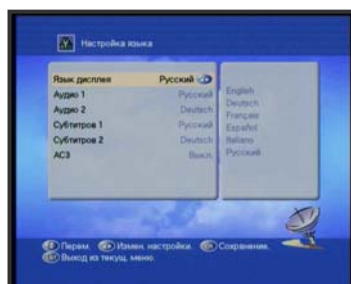 Настройка языка
Язык дисплея Русский
Аудио 1 Русский
Аудио 2 Deutsch
Субтитров 1 Русский
Субтитров 2 Deutsch
AC3 Выкл.
English
Deutsch
Français
Español
Italiano
Русский
Перем. Измен. настройки. Сохранение.
Выход из текущ. меню.